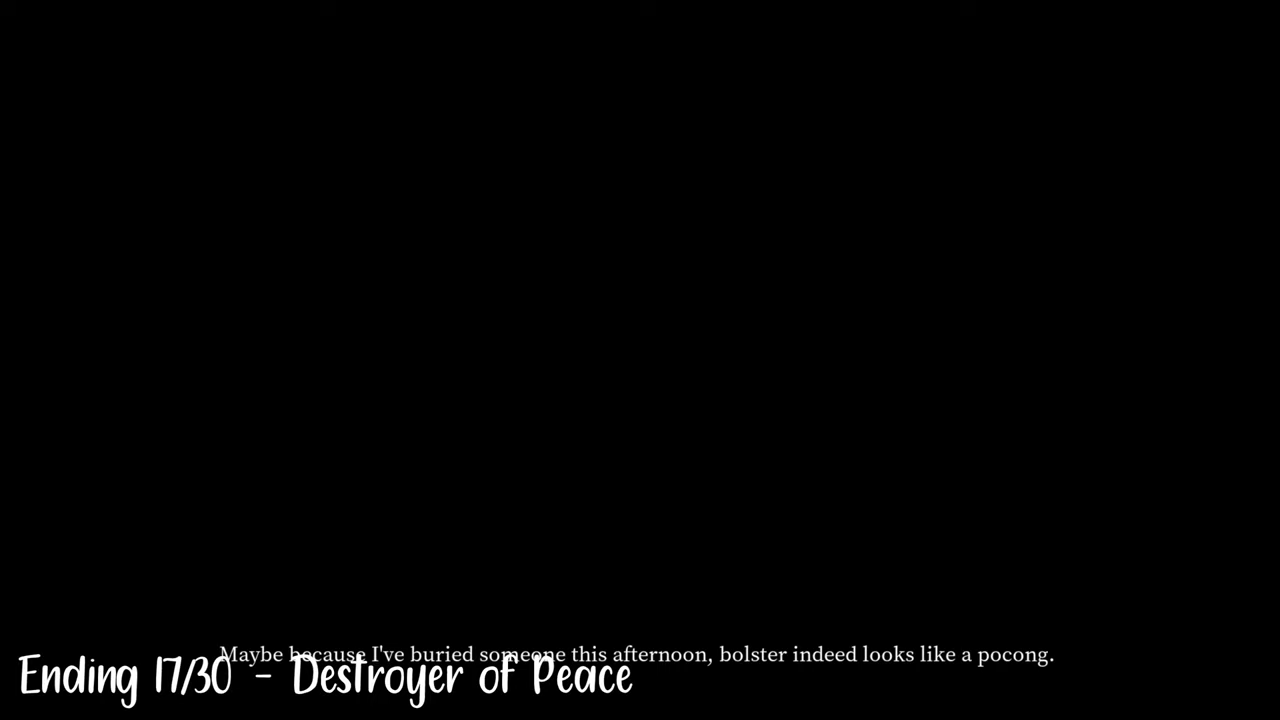 Maybe because I've buried someone this afternoon, bolster indeed looks like a pocong.
Ending 17/30 - Destroyer of Peace